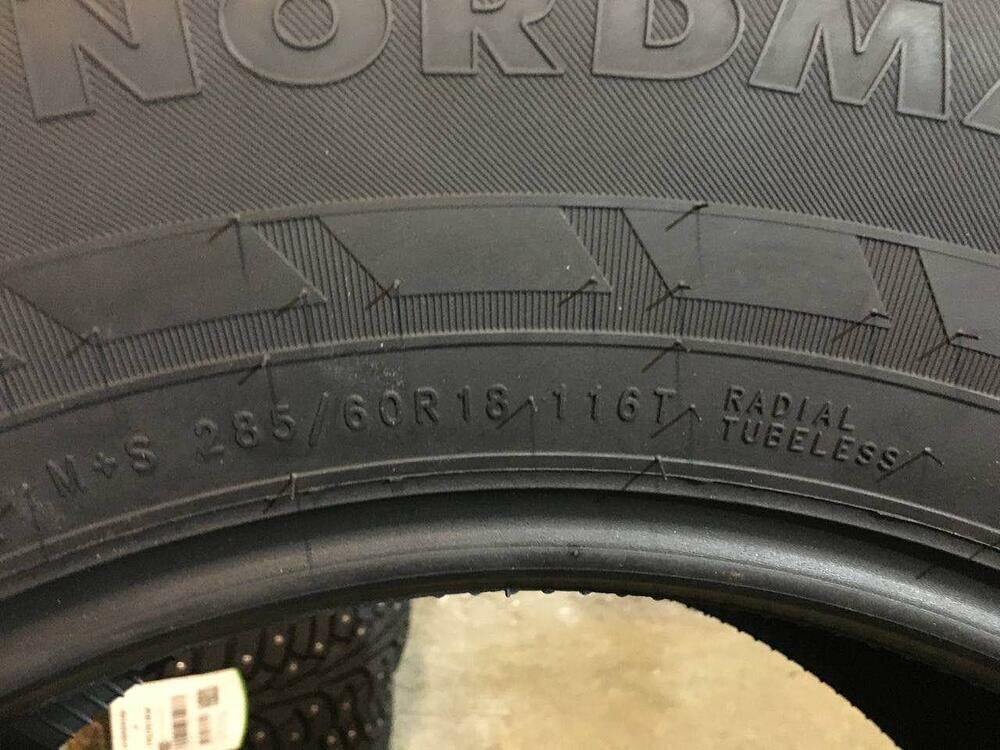 NORDMA
M+S 285/60R18 116T RADIAL
TUBELESS